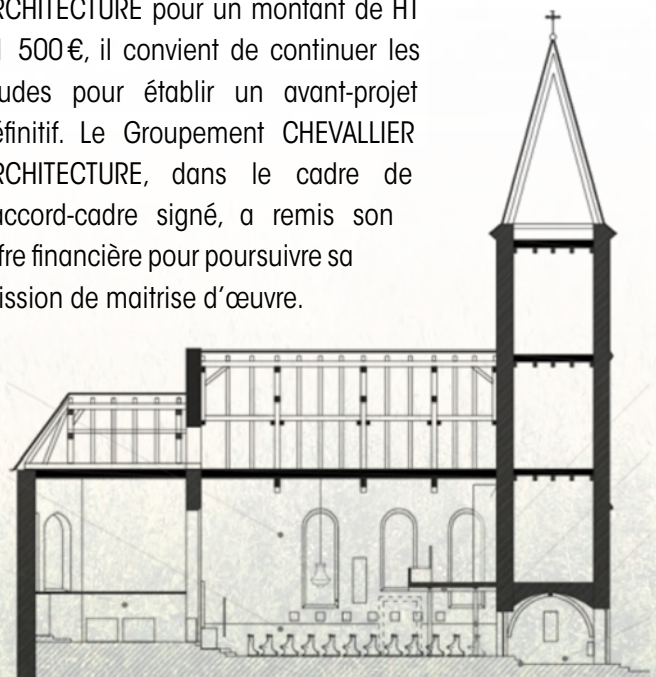 RCHITECTURE pour un montant de HT
1 500 €, il convient de continuer les
udes pour établir un avant-projet
éfinitif. Le Groupement CHEVALLIER
RCHITECTURE, dans le cadre de
accord-cadre signé, a remis son
fre financière pour poursuivre sa
ission de maitrise d’œuvre.